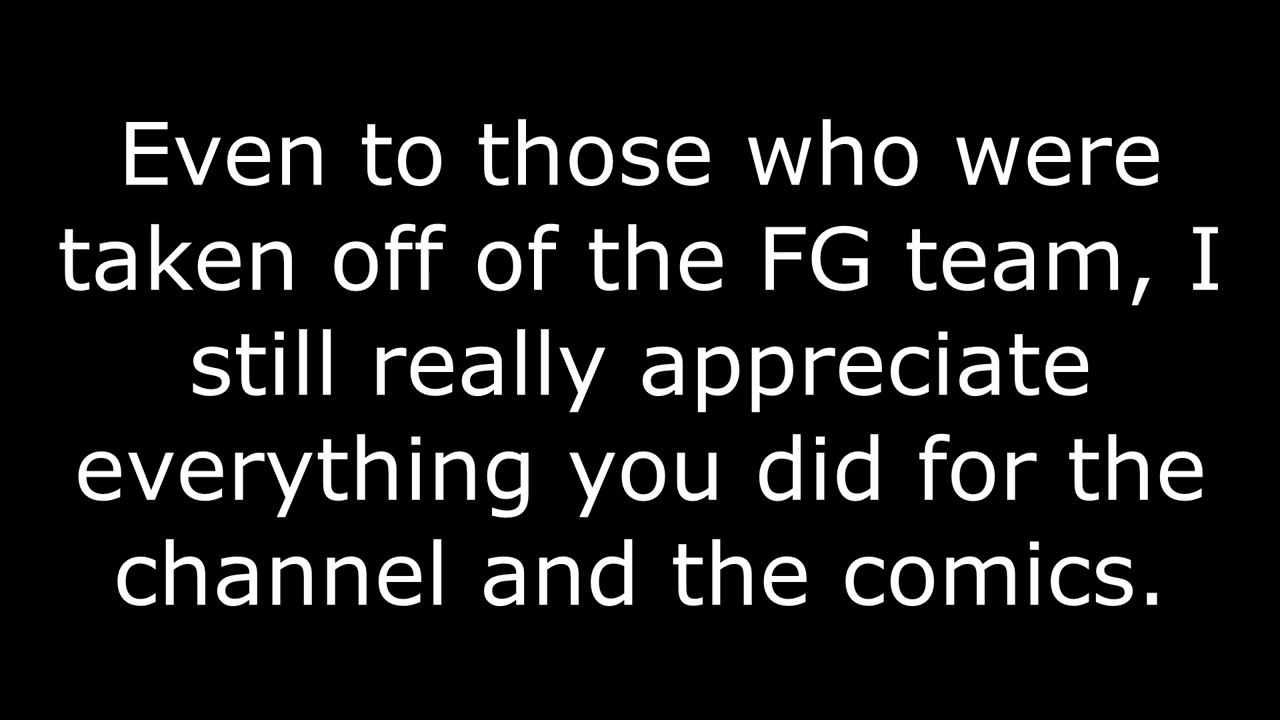 Even to those who were
taken off of the FG team, I
still really appreciate
everything you did for the
channel and the comics.